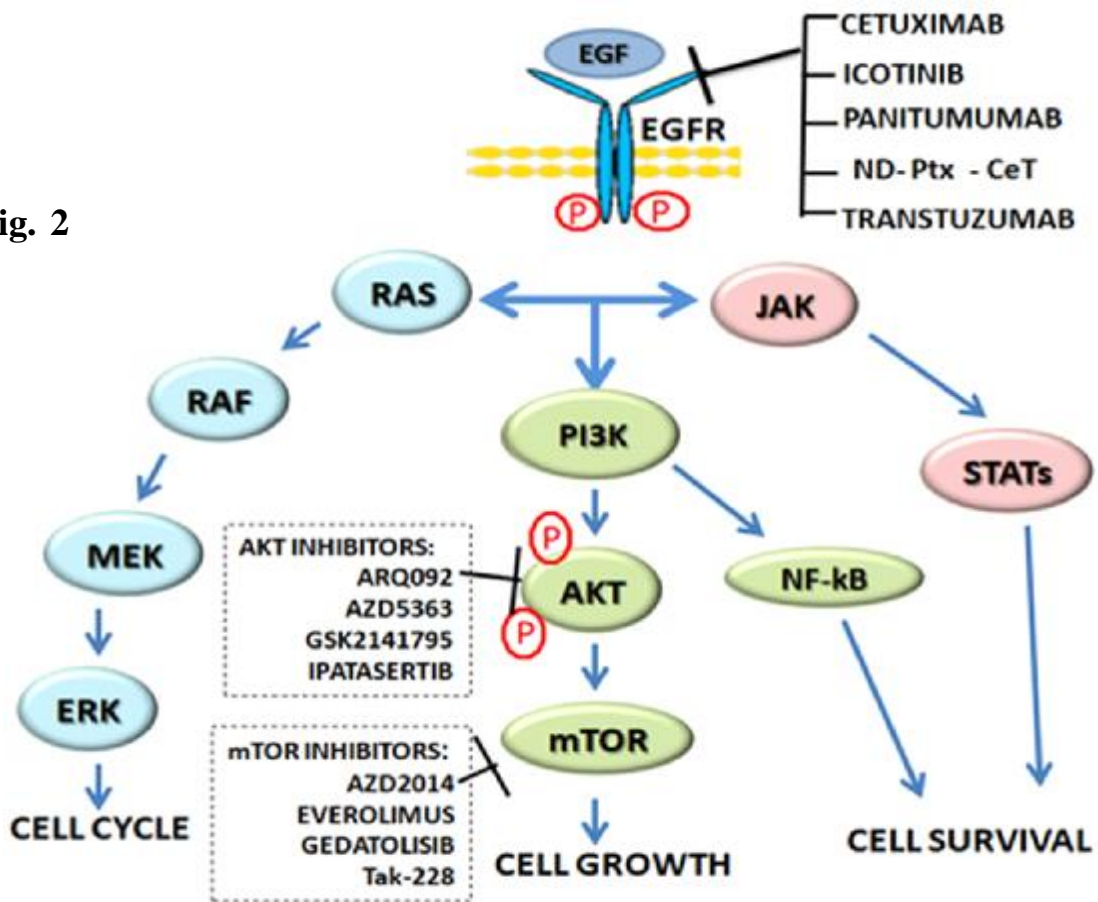 CETUXIMAB
EGF
ICOTINIB
EGFR
PANITUMUMAB
ND- Ptx - CeT
P
P
TRANSTUZUMAB
ig. 2
RAS
JAK
RAF
PI3K
STATs
MEK
AKT INHIBITORS:
ARQ092
AZD5363
GSK2141795
IPATASERTIB
P
AKT
P
NF-kB
ERK
mTOR
mTOR INHIBITORS:
AZD2014
EVEROLIMUS
GEDATOLISIB
Tak-228
CELL CYCLE
CELL GROWTH
CELL SURVIVAL